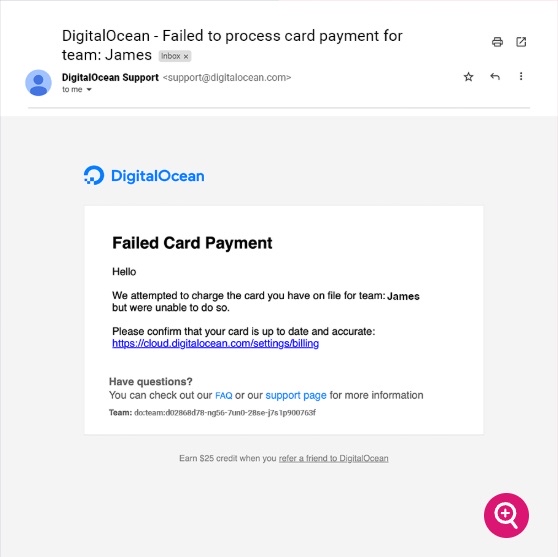 DigitalOcean - Failed to process card payment for
team: James Inbox x
DigitalOcean Support <support@digitalocean.com>
to me
DigitalOcean
Failed Card Payment
Hello
We attempted to charge the card you have on file for team: James
but were unable to do so.
Please confirm that your card is up to date and accurate:
https://cloud.digitalocean.com/settings/billing
Have questions?
You can check out our FAQ or our support page for more information
Team: do:team:d02868d78-ng56-7un0-28se-j7s1p900763f
Earn $25 credit when you refer a friend to DigitalOcean